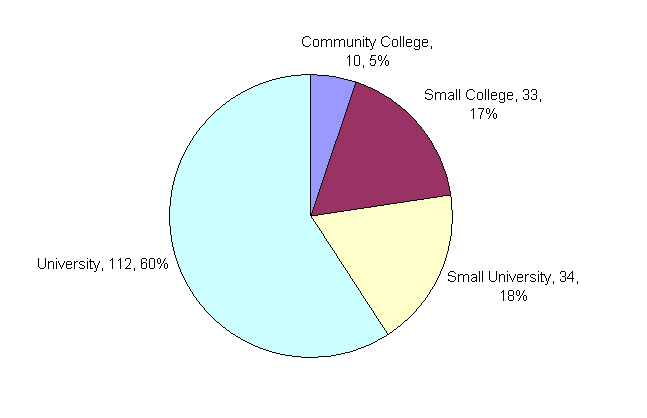 Community College,
10, 5%
Small College, 33,
17%
Small University, 34,
18%
University, 112, 60%